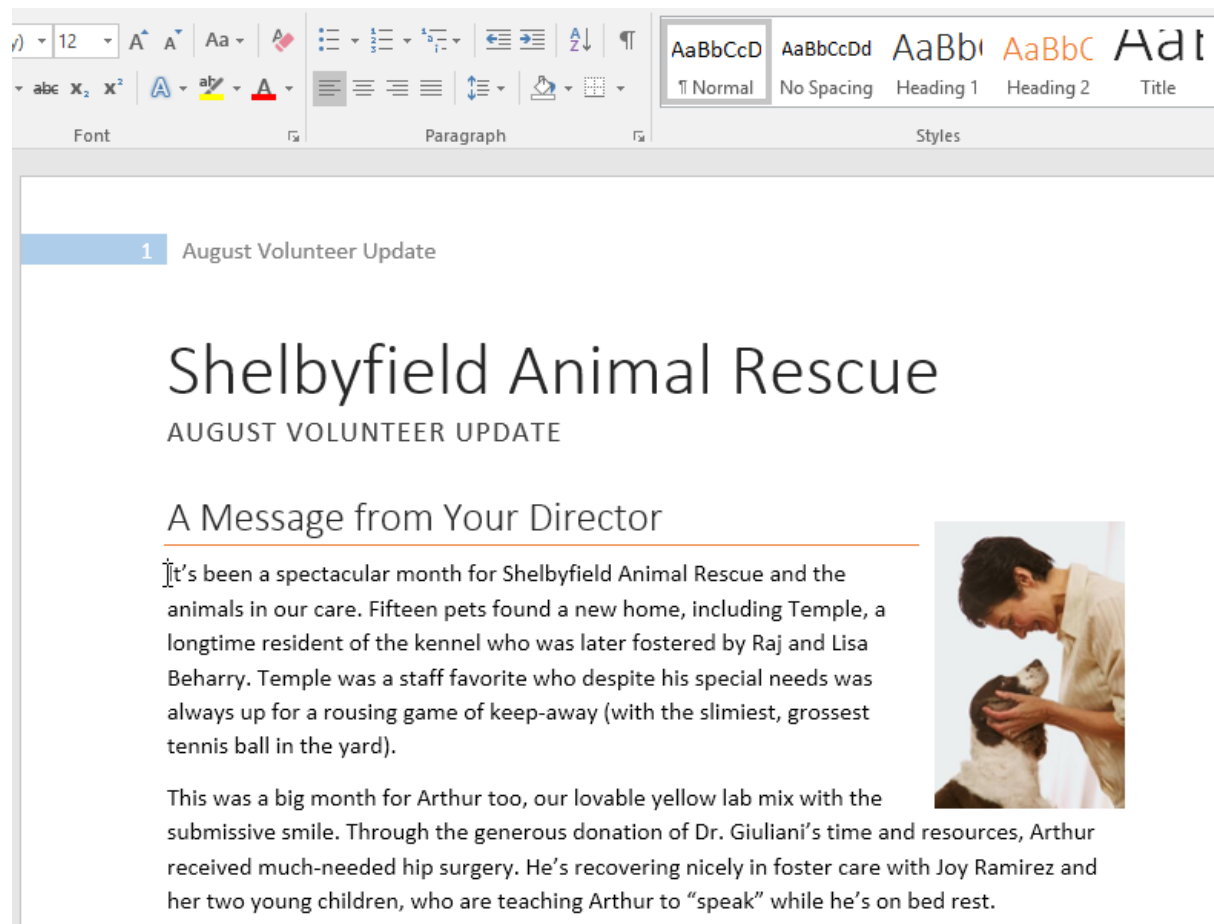 y) 12 A A Aa
abc X₂ X² A aby A
Font Paragraph Styles
AaBbCcD AaBbCcDd AaBb( AaBbC Aat
¶ Normal No Spacing Heading 1 Heading 2 Title
1 August Volunteer Update
Shelbyfield Animal Rescue
AUGUST VOLUNTEER UPDATE
A Message from Your Director
It’s been a spectacular month for Shelbyfield Animal Rescue and the
animals in our care. Fifteen pets found a new home, including Temple, a
longtime resident of the kennel who was later fostered by Raj and Lisa
Beharry. Temple was a staff favorite who despite his special needs was
always up for a rousing game of keep-away (with the slimiest, grossest
tennis ball in the yard).
This was a big month for Arthur too, our lovable yellow lab mix with the
submissive smile. Through the generous donation of Dr. Giuliani’s time and resources, Arthur
received much-needed hip surgery. He’s recovering nicely in foster care with Joy Ramirez and
her two young children, who are teaching Arthur to “speak” while he’s on bed rest.